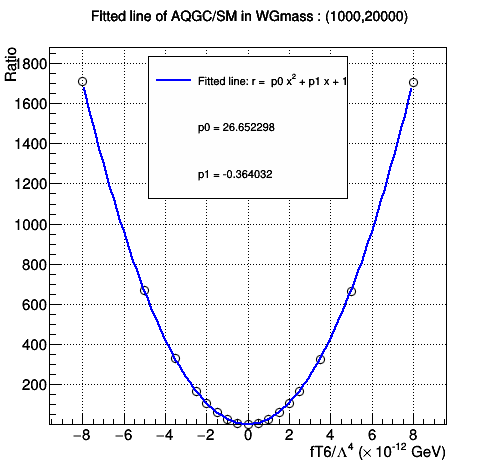 FItted line of AQGC/SM in WGmass : (1000,20000)
Ratio
1800
1600
1400
1200
1000
800
600
400
200
Fitted line: r = p0 x² + p1 x + 1
p0 = 26.652298
p1 = -0.364032
−8 −6 −4 −2 0 2 4 6 8
fT6/Λ⁴ (× 10⁻¹² GeV)